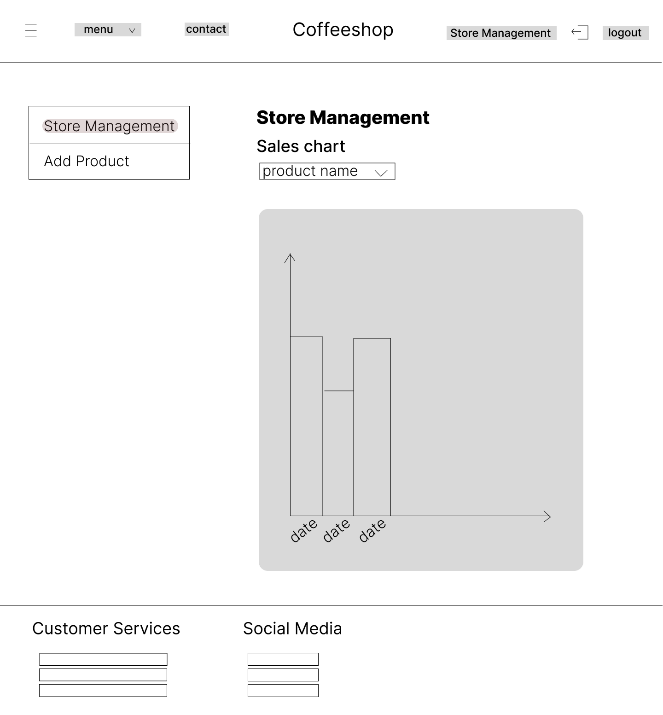 menu
contact
Coffeeshop
Store Management
logout
Store Management
Add Product
Store Management
Sales chart
product name
date
date
date
Customer Services
Social Media